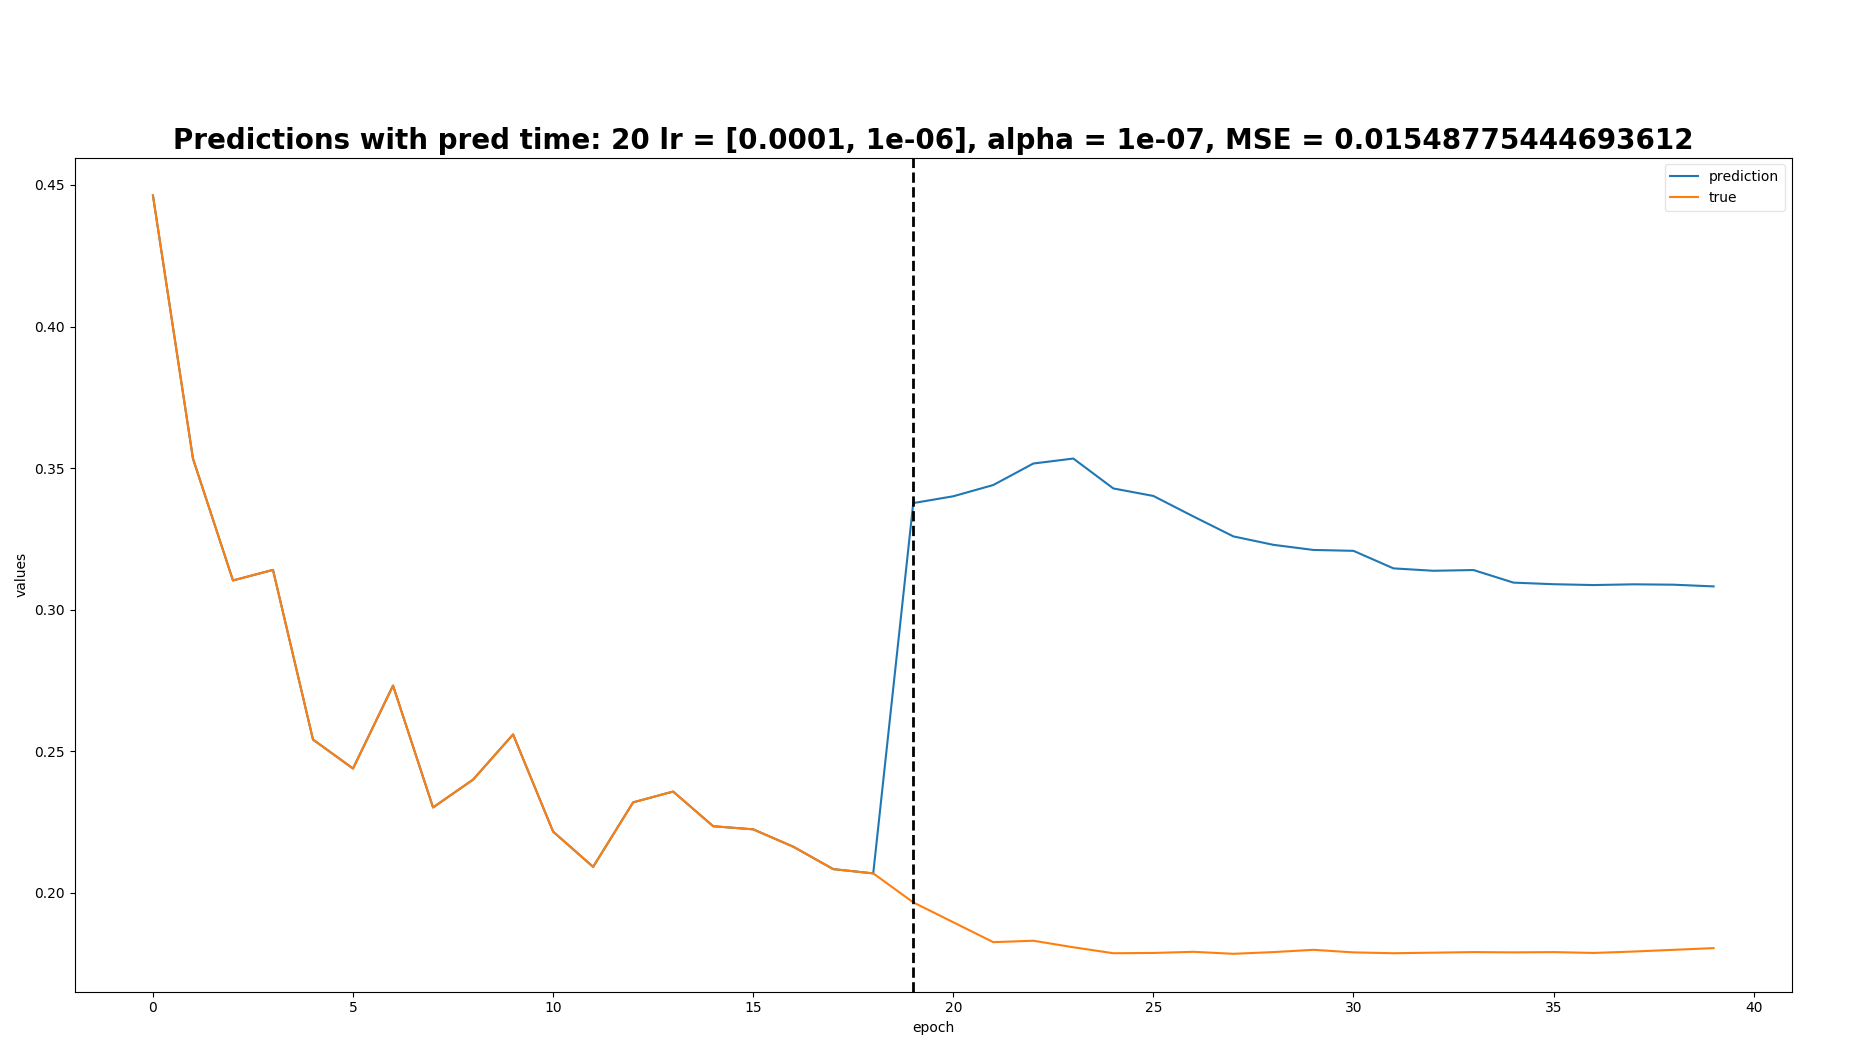 Predictions with pred time: 20 lr = [0.0001, 1e-06], alpha = 1e-07, MSE = 0.01548775444693612
prediction
true
0.45
0.40
0.35
0.30
0.25
0.20
values
0 5 10 15 20 25 30 35 40
epoch